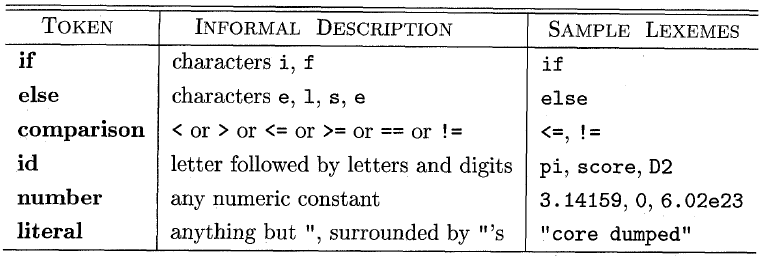 TOKEN INFORMAL DESCRIPTION SAMPLE LEXEMES
if characters i, f if
else characters e, l, s, e else
comparison < or > or <= or >= or == or != <=, !=
id letter followed by letters and digits pi, score, D2
number any numeric constant 3.14159, 0, 6.02e23
literal anything but ", surrounded by "'s "core dumped"